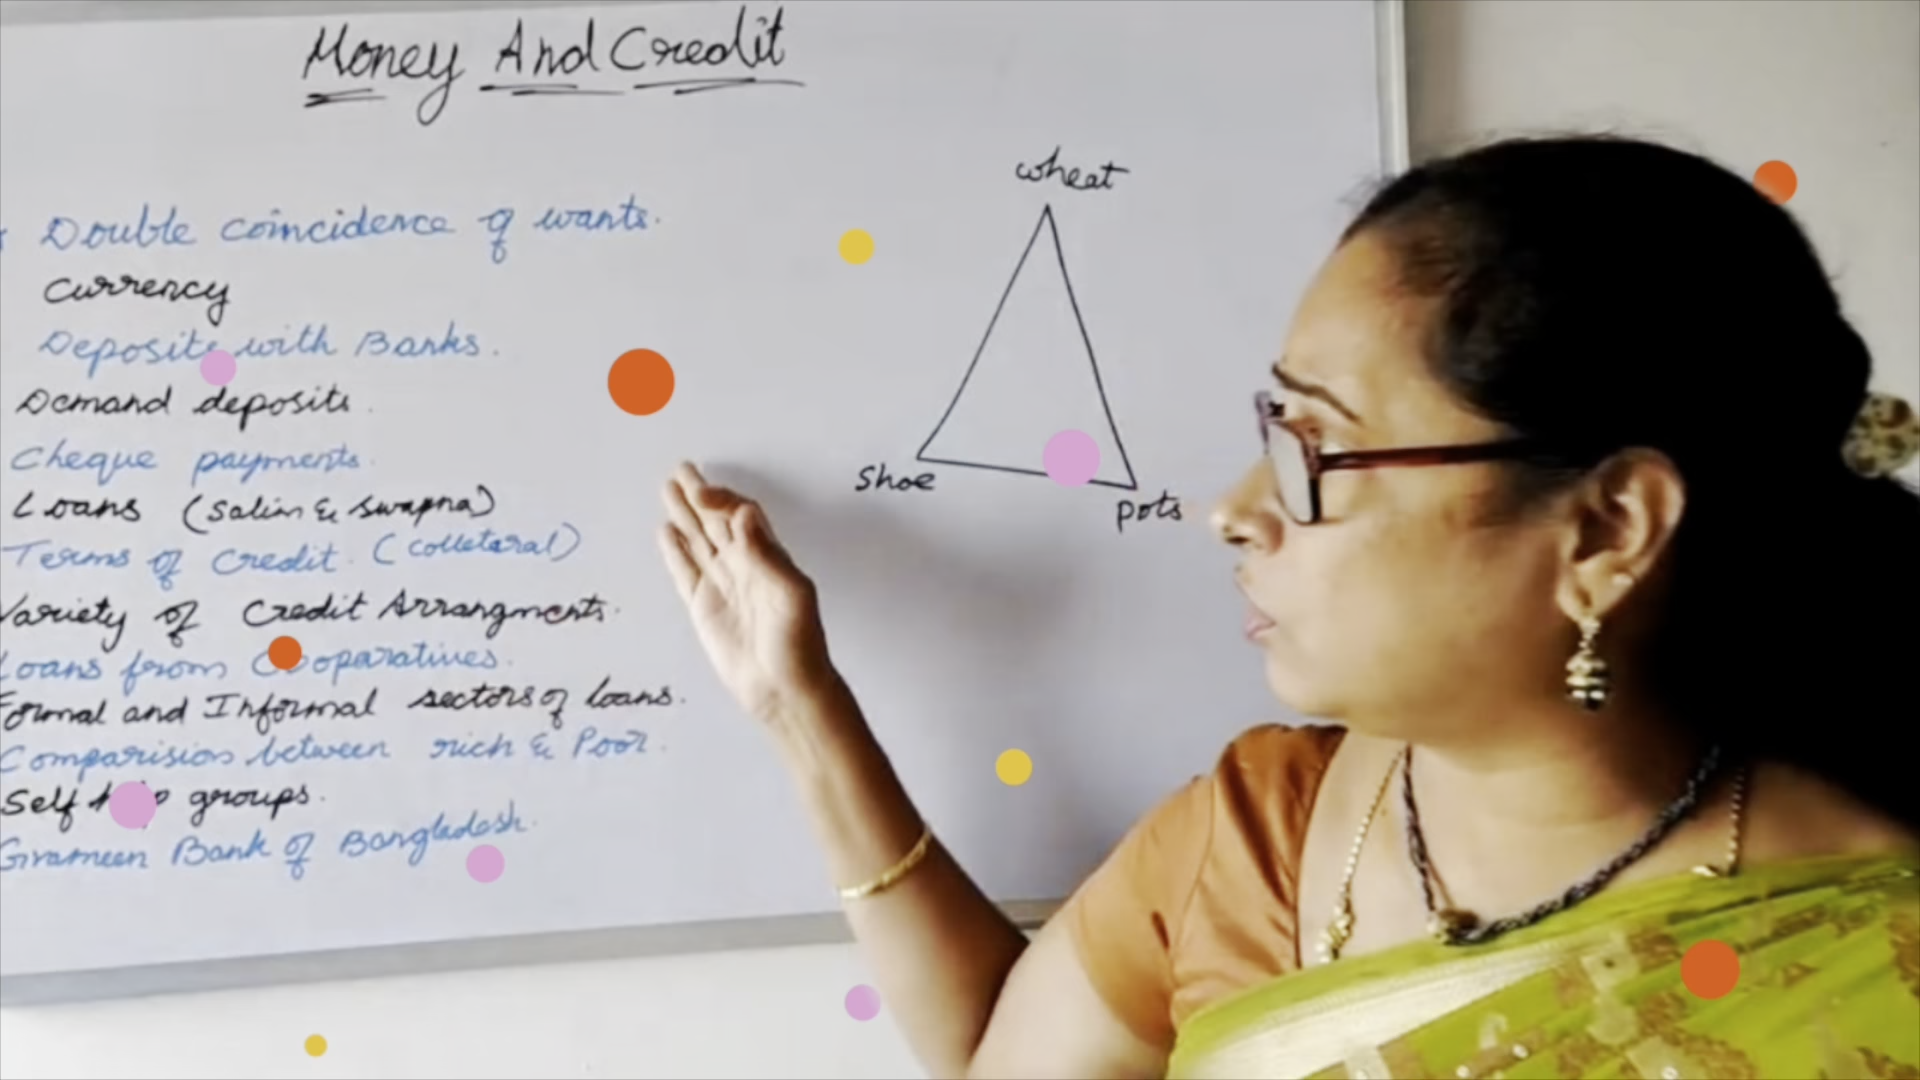 Money And Credit
Double coincidence of wants.
Currency
Deposits with Banks.
Demand deposits.
Cheque payments.
Loans (Salim & Swapna)
Terms of Credit. (Colletaral)
Variety of Credit Arrangments.
Loans from Cooparatives.
Formal and Informal sectors of loans.
Comparision between rich & Poor.
Self groups.
Grameen Bank of Bangladesh.
wheat
Shoe
pots